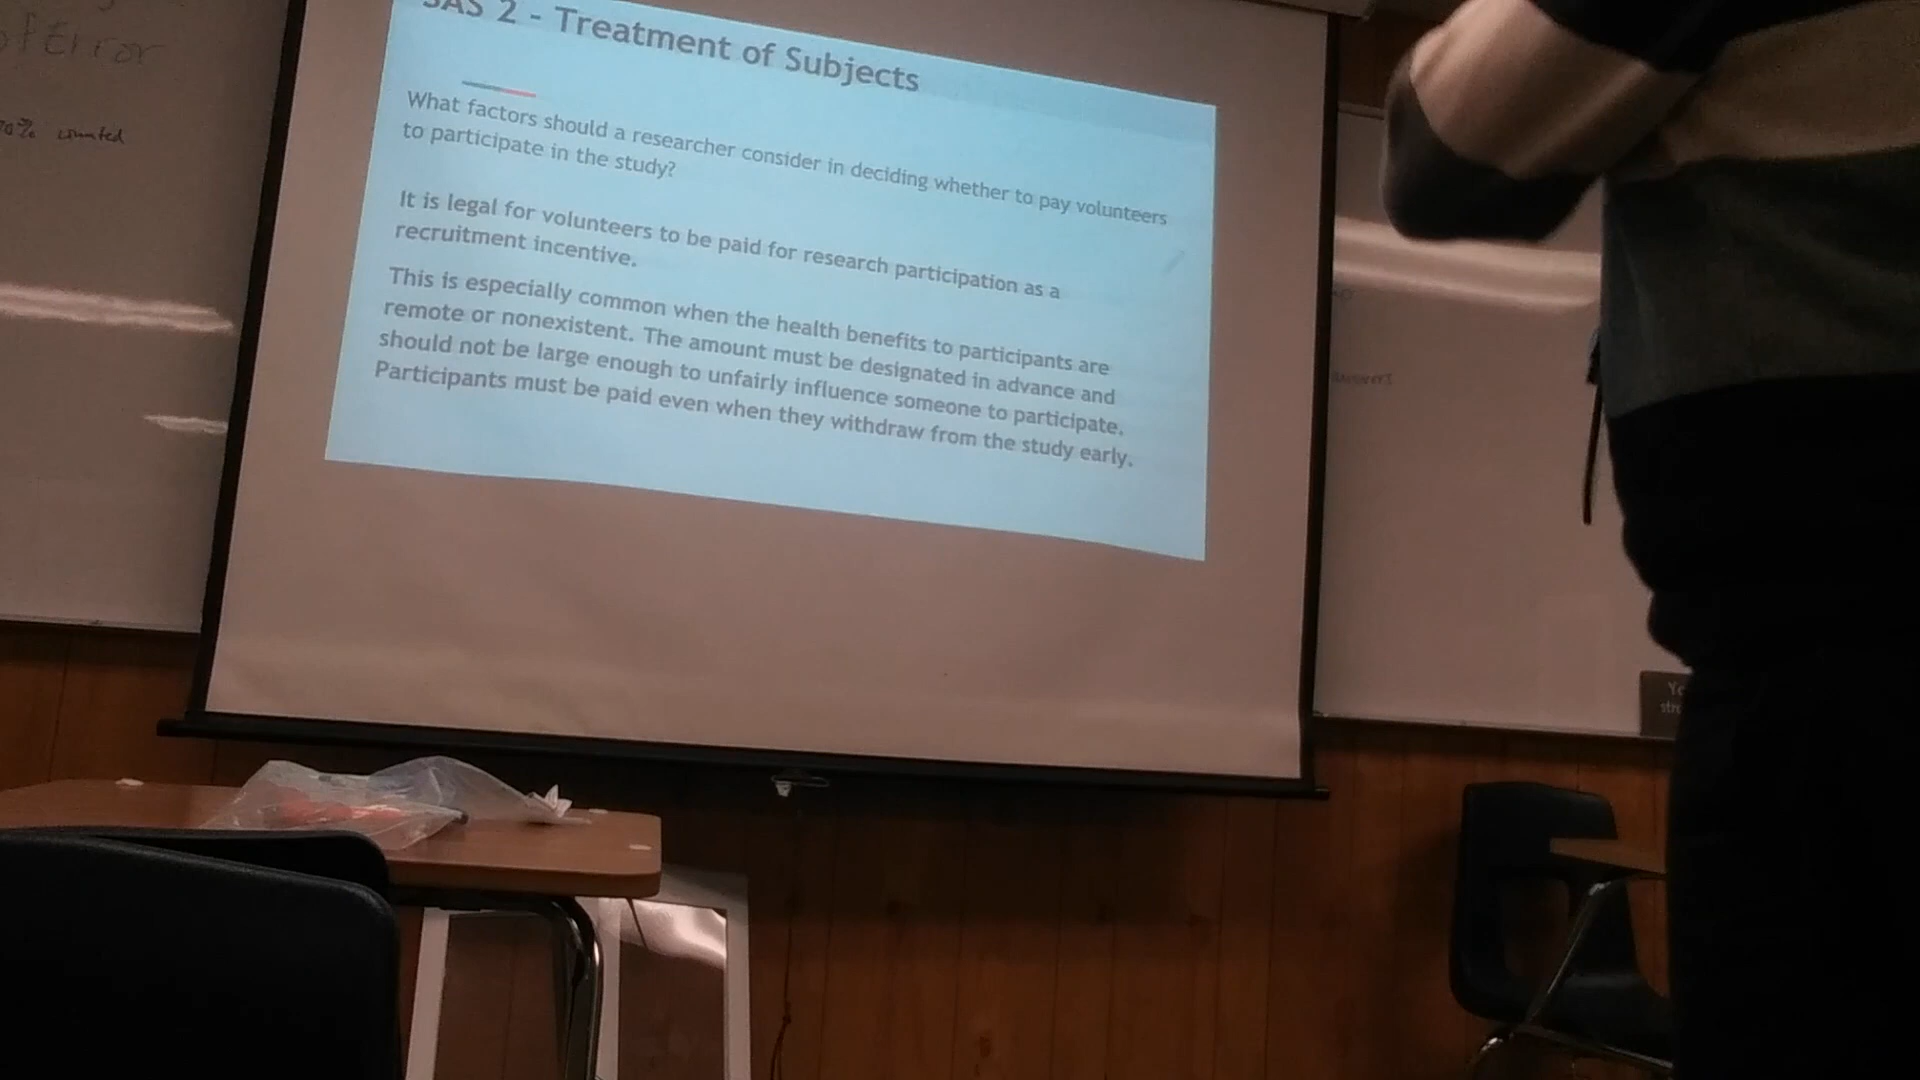 of Error
70% counted
SAS 2 - Treatment of Subjects
What factors should a researcher consider in deciding whether to pay volunteers
to participate in the study?
It is legal for volunteers to be paid for research participation as a
recruitment incentive.
This is especially common when the health benefits to participants are
remote or nonexistent. The amount must be designated in advance and
should not be large enough to unfairly influence someone to participate.
Participants must be paid even when they withdraw from the study early.